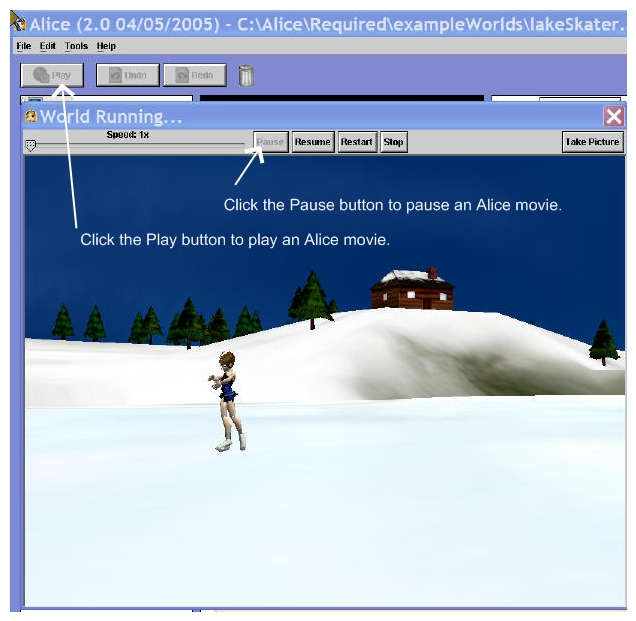 Alice (2.0 04/05/2005) - C:\Alice\Required\exampleWorlds\lakeSkater.
File Edit Tools Help
Play Undo Redo
World Running...
Speed: 1x
Pause Resume Restart Stop Take Picture
Click the Pause button to pause an Alice movie.
Click the Play button to play an Alice movie.